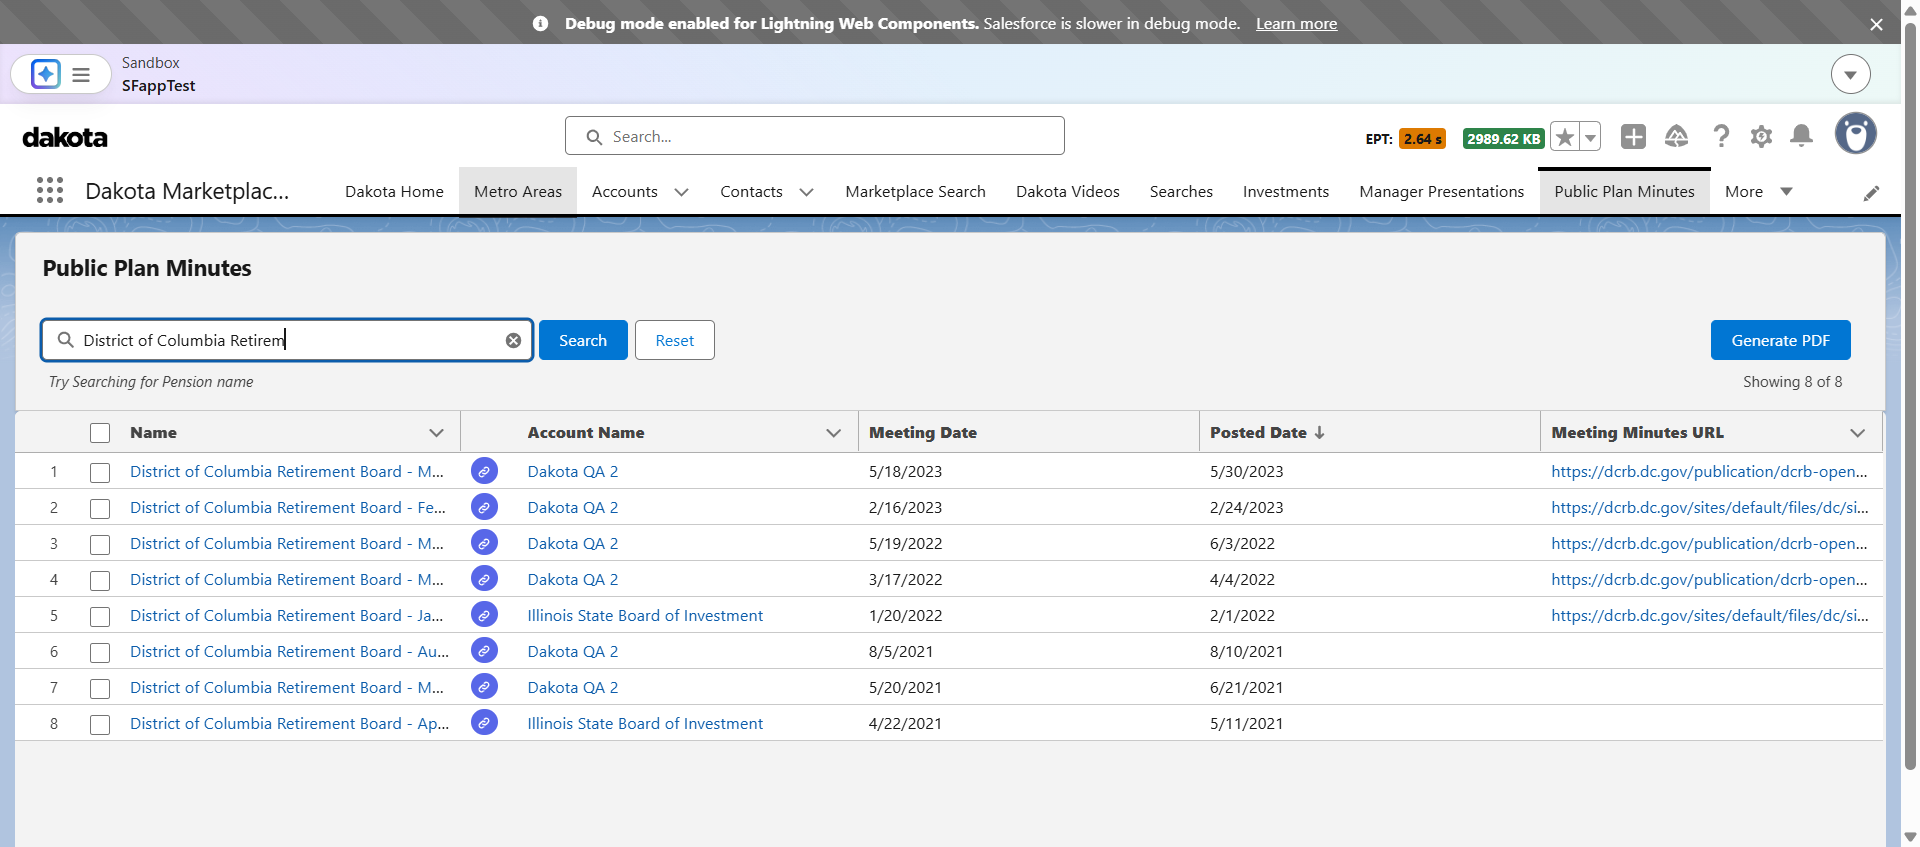 Debug mode enabled for Lightning Web Components. Salesforce is slower in debug mode. Learn more
Sandbox
SFappTest
dakota
Search...
EPT: 2.64 s 2989.62 KB
Dakota Marketplac... Dakota Home Metro Areas Accounts Contacts Marketplace Search Dakota Videos Searches Investments Manager Presentations Public Plan Minutes More
Public Plan Minutes
District of Columbia Retirem Search Reset Generate PDF
Try Searching for Pension name Showing 8 of 8
Name Account Name Meeting Date Posted Date Meeting Minutes URL
1 District of Columbia Retirement Board - M... Dakota QA 2 5/18/2023 5/30/2023 https://dcrb.dc.gov/publication/dcrb-open...
2 District of Columbia Retirement Board - Fe... Dakota QA 2 2/16/2023 2/24/2023 https://dcrb.dc.gov/sites/default/files/dc/si...
3 District of Columbia Retirement Board - M... Dakota QA 2 5/19/2022 6/3/2022 https://dcrb.dc.gov/publication/dcrb-open...
4 District of Columbia Retirement Board - M... Dakota QA 2 3/17/2022 4/4/2022 https://dcrb.dc.gov/publication/dcrb-open...
5 District of Columbia Retirement Board - Ja... Illinois State Board of Investment 1/20/2022 2/1/2022 https://dcrb.dc.gov/sites/default/files/dc/si...
6 District of Columbia Retirement Board - Au... Dakota QA 2 8/5/2021 8/10/2021
7 District of Columbia Retirement Board - M... Dakota QA 2 5/20/2021 6/21/2021
8 District of Columbia Retirement Board - Ap... Illinois State Board of Investment 4/22/2021 5/11/2021